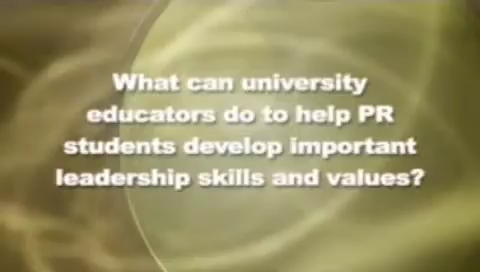 What can university
educators do to help PR
students develop important
leadership skills and values?